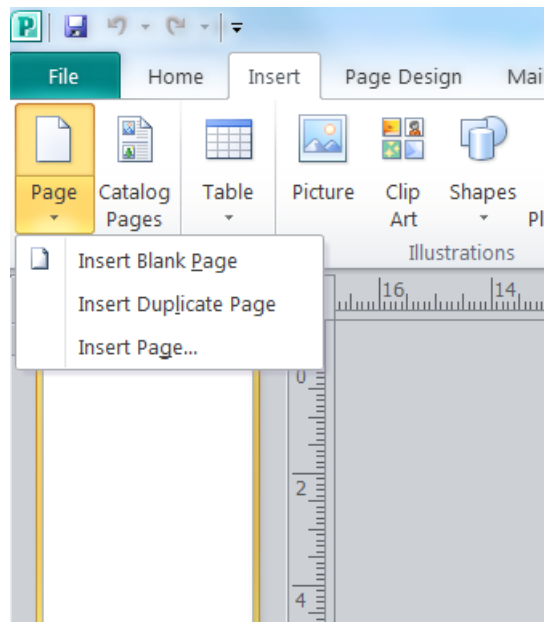 P
File Home Insert Page Design Mai
Page Catalog Pages Table Picture Clip Art Shapes Pl
Illustrations
Insert Blank Page
Insert Duplicate Page
Insert Page...
16 14
0
2
4